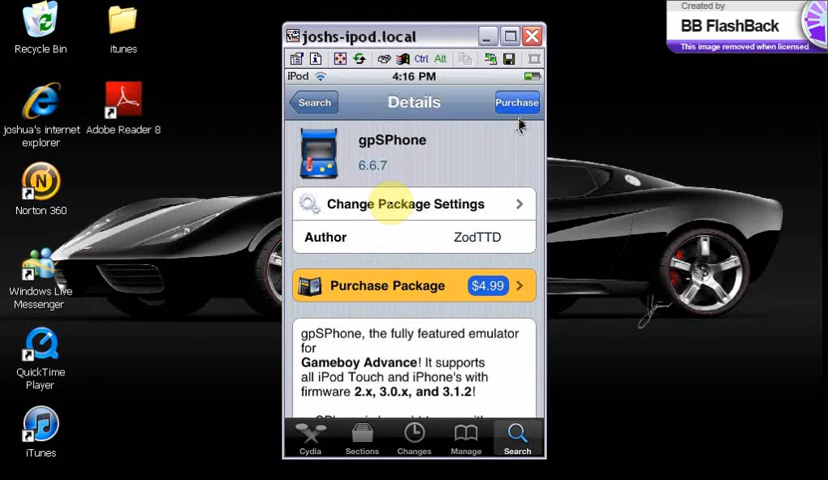 Recycle Bin
itunes
joshua's internet
explorer
Adobe Reader 8
Norton 360
Windows Live
Messenger
QuickTime
Player
iTunes
Created by
BB FlashBack
This image removed when licensed
joshs-ipod.local
Ctrl Alt
iPod 4:16 PM
Search Details Purchase
gpSPhone
6.6.7
Change Package Settings
Author ZodTTD
Purchase Package $4.99
gpSPhone, the fully featured emulator
for
Gameboy Advance! It supports
all iPod Touch and iPhone's with
firmware 2.x, 3.0.x, and 3.1.2!
Cydia Sections Changes Manage Search